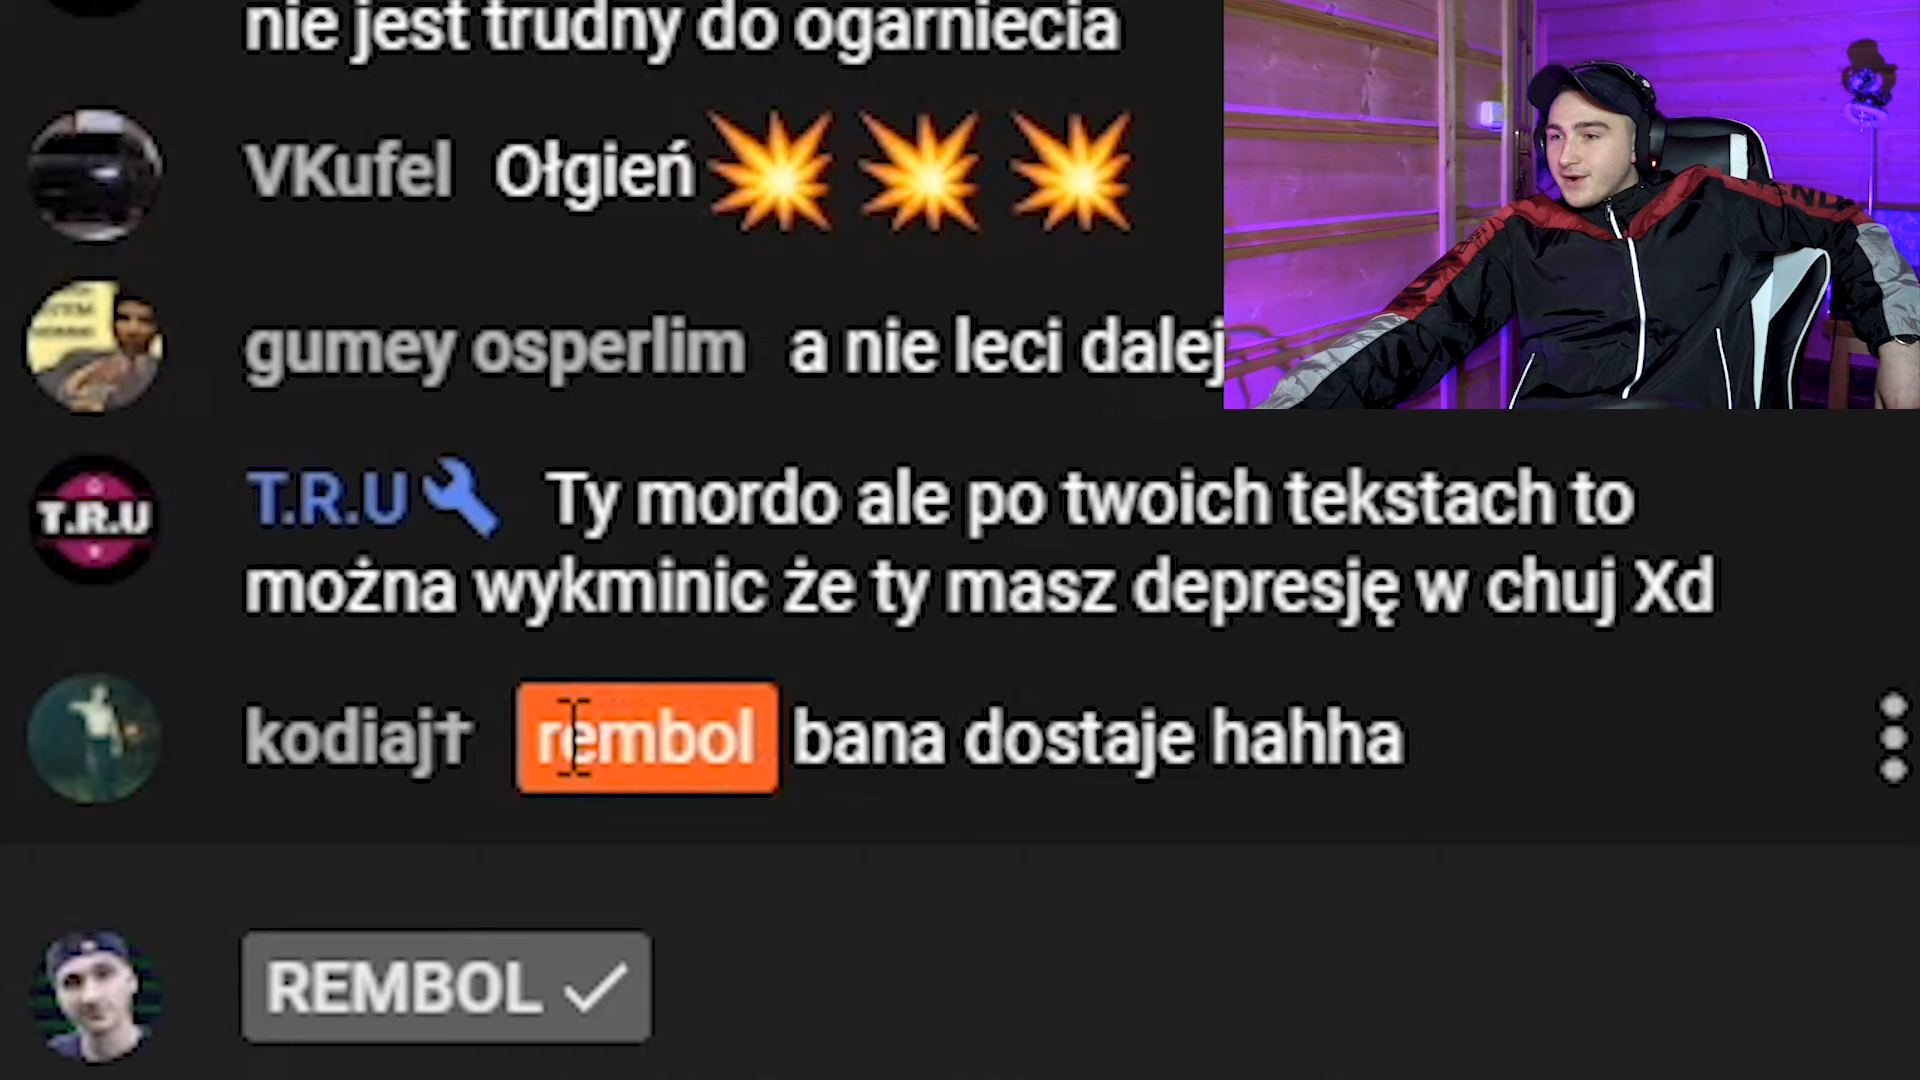 nie jest trudny do ogarniecia
VKufel Ołgień
gumey osperlim a nie leci dalej
T.R.U
T.R.U Ty mordo ale po twoich tekstach to
można wykminic że ty masz depresję w chuj Xd
kodiaj† rembol bana dostaje hahha
REMBOL